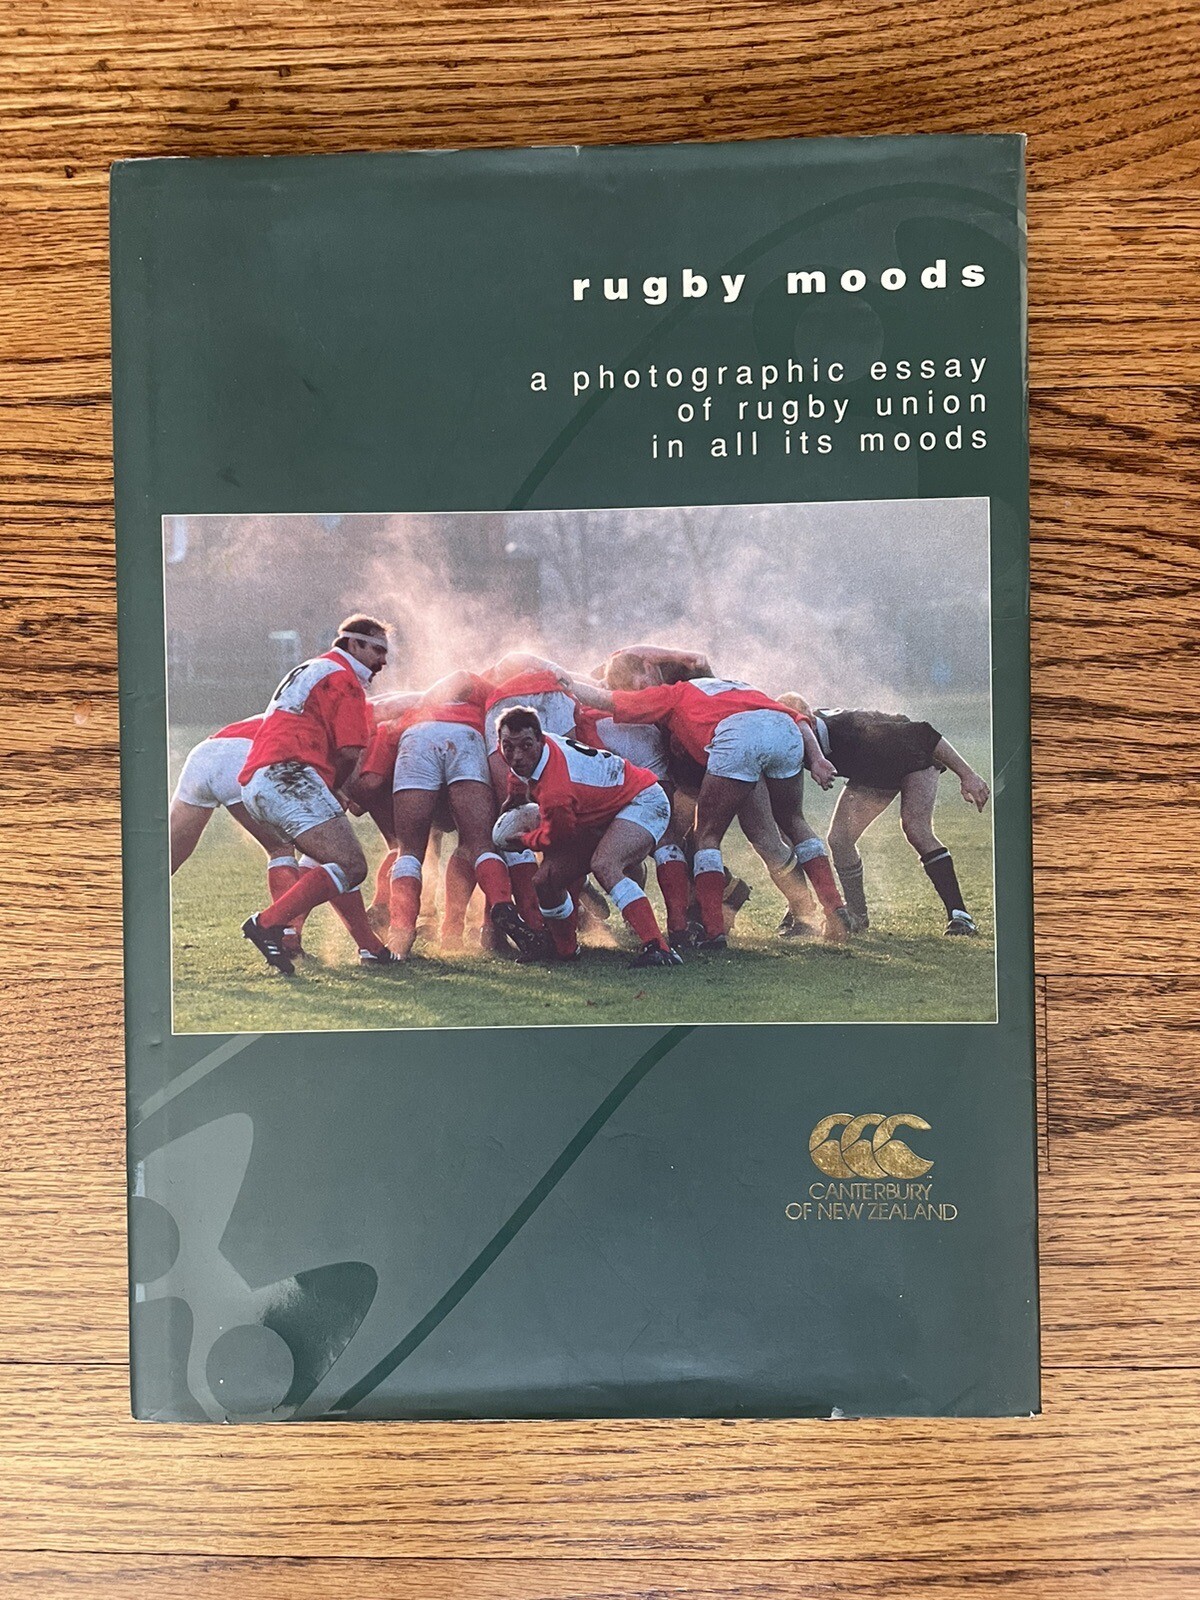 rugby moods
a photographic essay
of rugby union
in all its moods
CANTERBURY
OF NEW ZEALAND